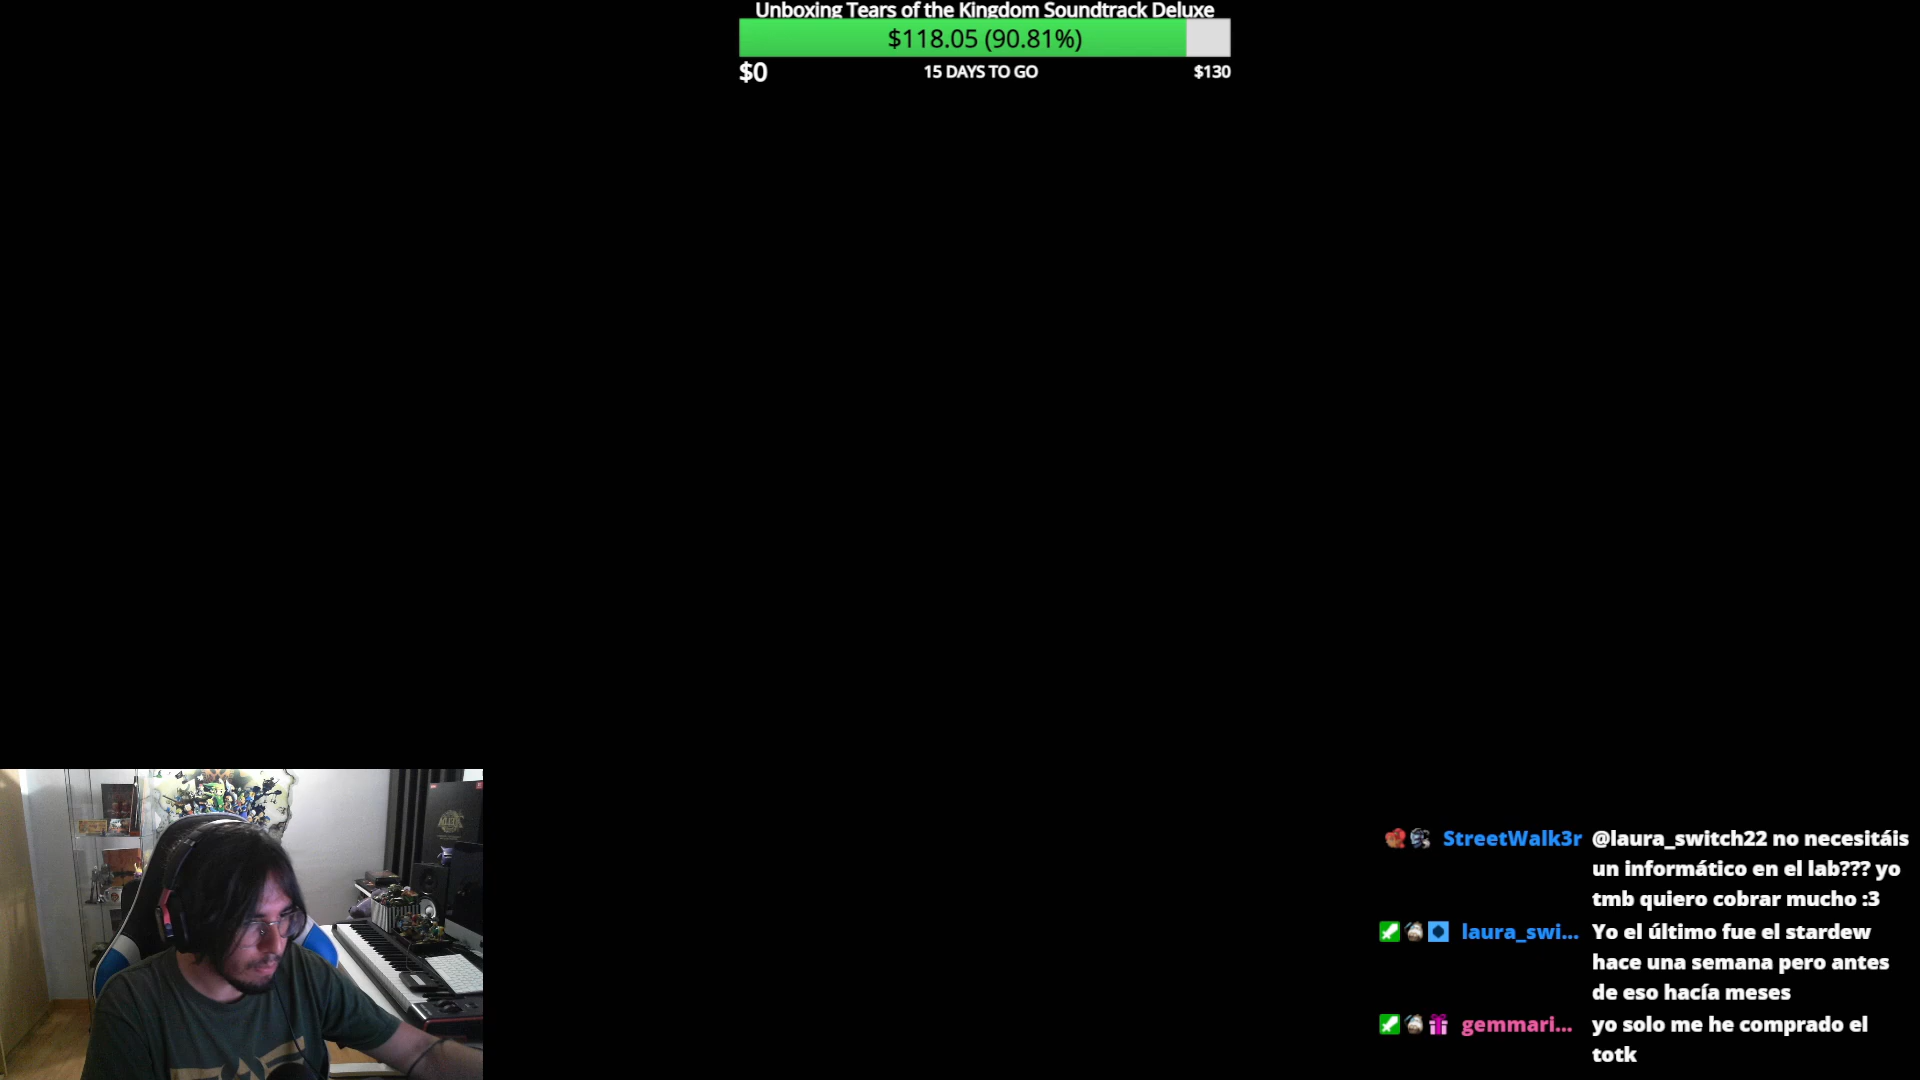 Unboxing Tears of the Kingdom Soundtrack Deluxe
$118.05 (90.81%)
$0 15 DAYS TO GO $130
StreetWalk3r @laura_switch22 no necesitáis
un informático en el lab??? yo
tmb quiero cobrar mucho :3
laura_swi... Yo el último fue el stardew
hace una semana pero antes
de eso hacía meses
gemmari... yo solo me he comprado el
totk